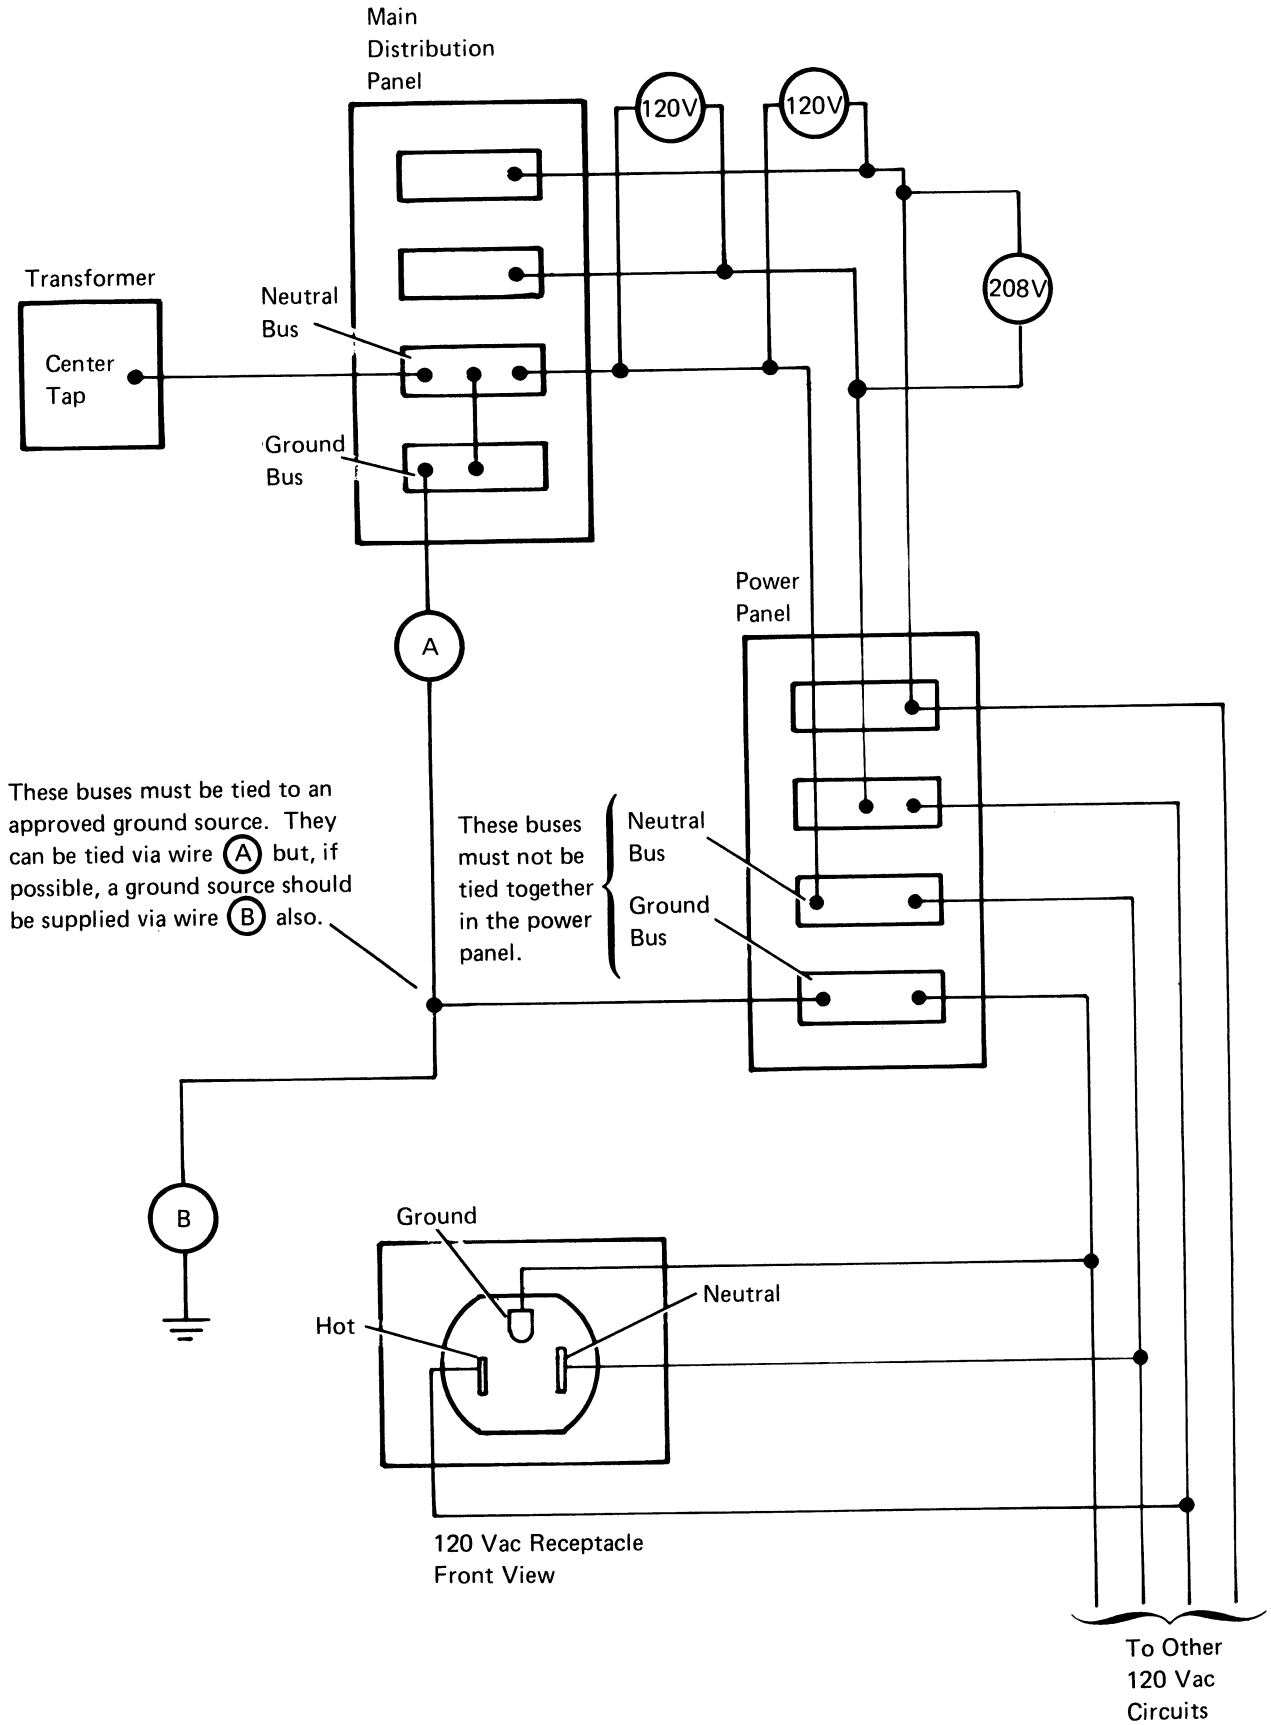 Main
Distribution
Panel
120V
120V
208V
Transformer
Center
Tap
Neutral
Bus
Ground
Bus
A
Power
Panel
These buses must be tied to an
approved ground source. They
can be tied via wire A but, if
possible, a ground source should
be supplied via wire B also.
These buses
must not be
tied together
in the power
panel.
Neutral
Bus
Ground
Bus
B
Ground
Neutral
Hot
120 Vac Receptacle
Front View
To Other
120 Vac
Circuits